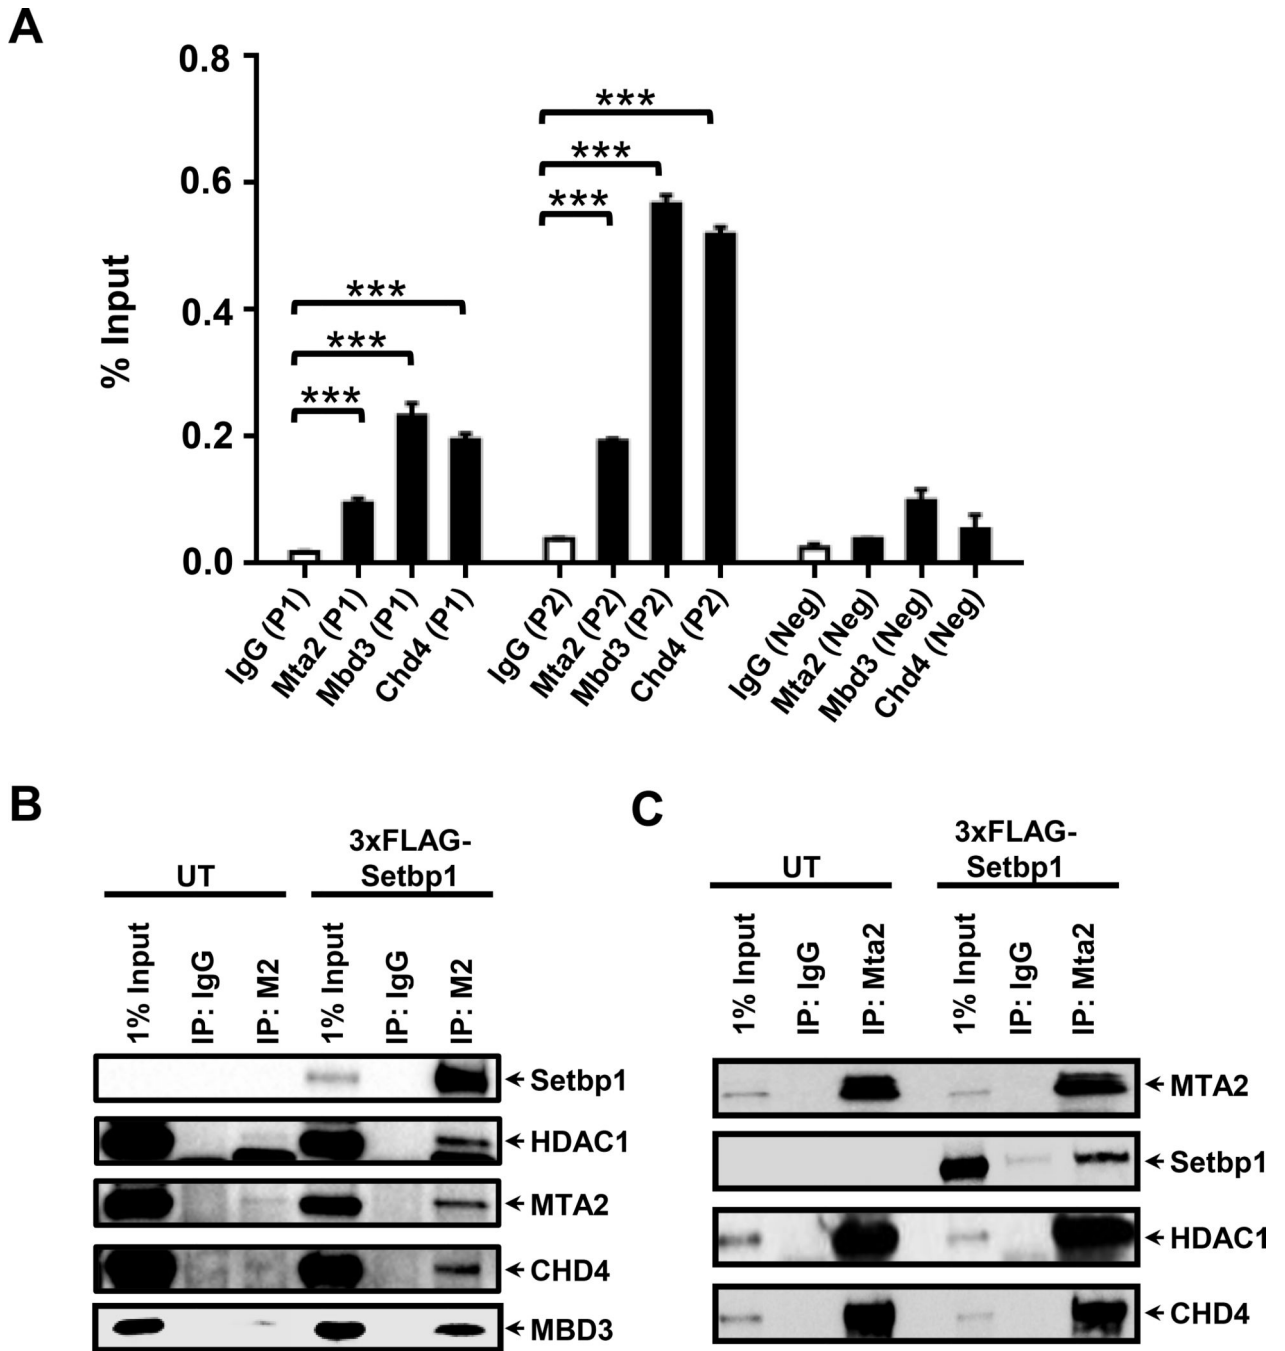 A
0.8
0.6
0.4
0.2
0.0
% Input
***
***
***
***
***
***
IgG (P1)
Mta2 (P1)
Mbd3 (P1)
Chd4 (P1)
IgG (P2)
Mta2 (P2)
Mbd3 (P2)
Chd4 (P2)
IgG (Neg)
Mta2 (Neg)
Mbd3 (Neg)
Chd4 (Neg)
B
UT
3xFLAG-
Setbp1
1% Input
IP: IgG
IP: M2
1% Input
IP: IgG
IP: M2
Setbp1
HDAC1
MTA2
CHD4
MBD3
C
UT
3xFLAG-
Setbp1
1% Input
IP: IgG
IP: Mta2
1% Input
IP: IgG
IP: Mta2
MTA2
Setbp1
HDAC1
CHD4